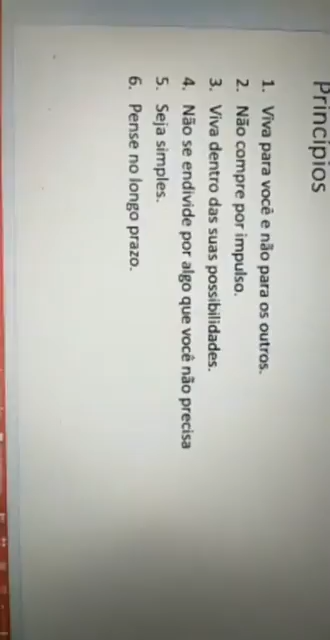 Princípios
1. Viva para você e não para os outros.
2. Não compre por impulso.
3. Viva dentro das suas possibilidades.
4. Não se endivide por algo que você não precisa
5. Seja simples.
6. Pense no longo prazo.